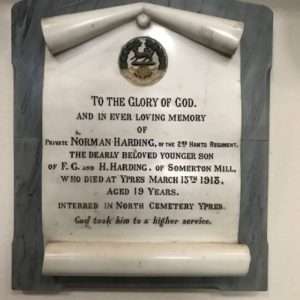 TO THE GLORY OF GOD.
AND IN EVER LOVING MEMORY
OF
PRIVATE NORMAN HARDING, OF THE 2ND HANTS REGIMENT,
THE DEARLY BELOVED YOUNGER SON
OF F. G. AND H. HARDING, OF SOMERTON MILL,
WHO DIED AT YPRES MARCH 15TH 1915,
AGED 19 YEARS.
INTERRED IN NORTH CEMETERY YPRES.
God took him to a higher service.